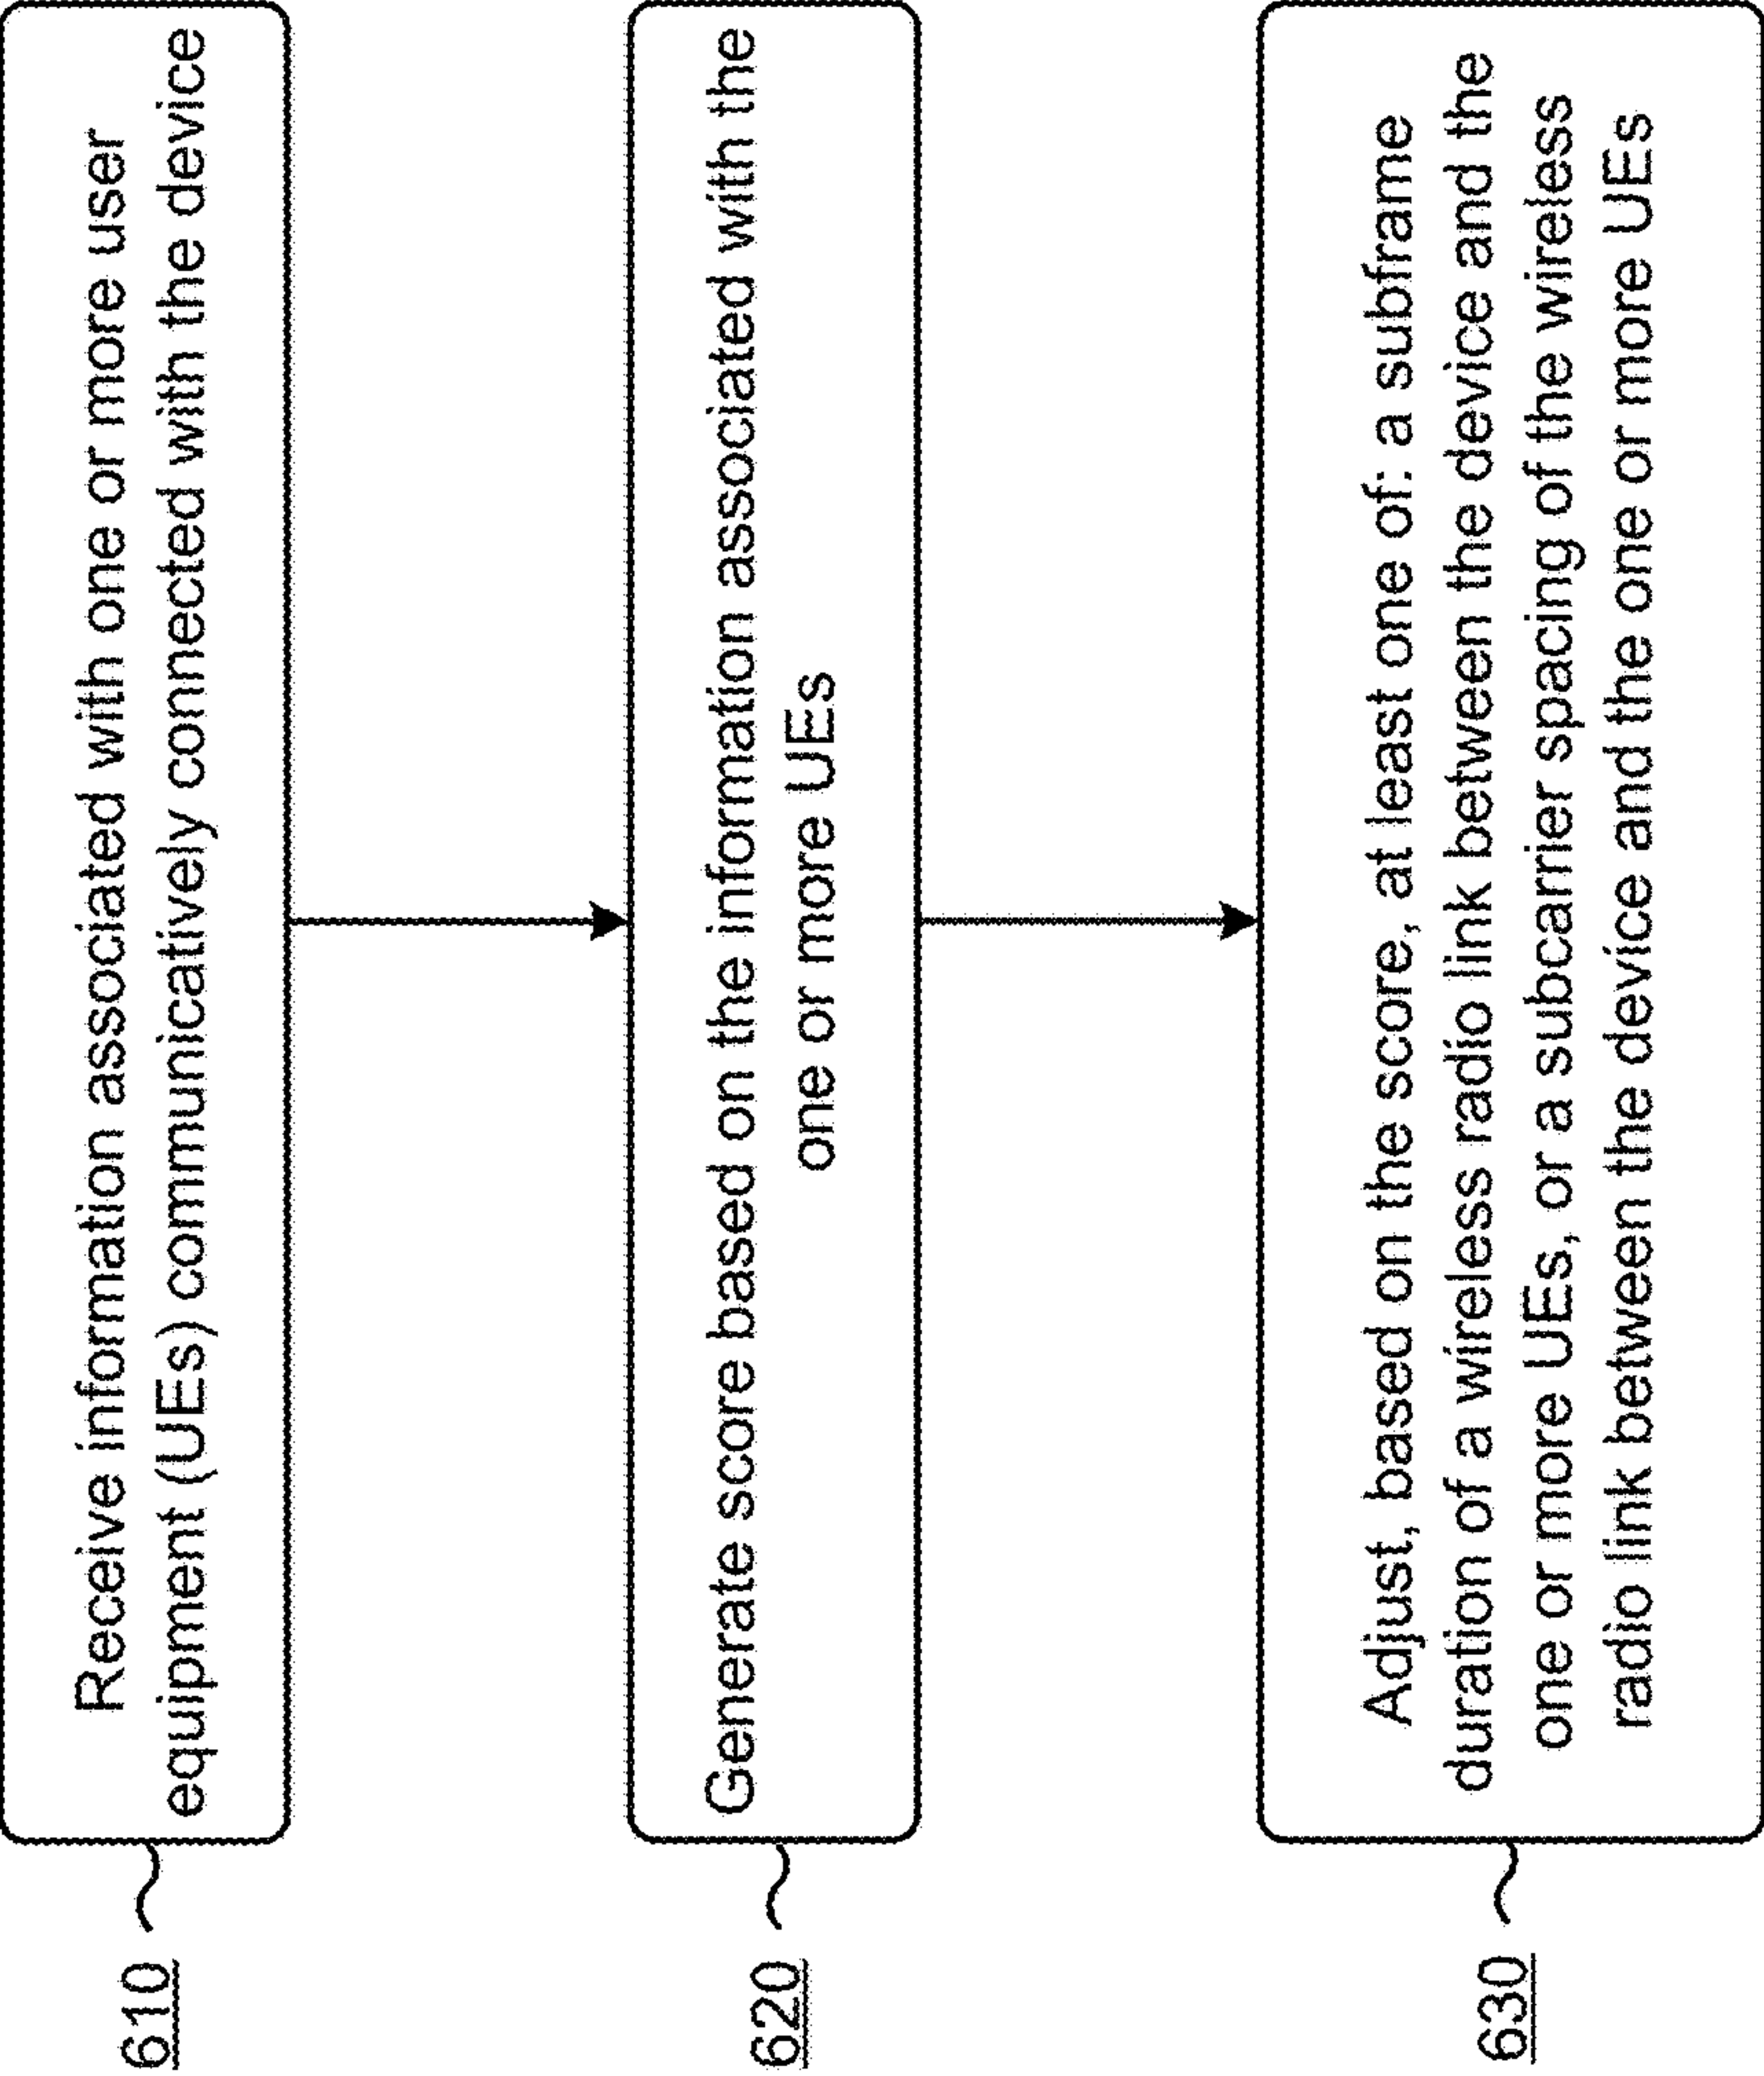 610
Receive information associated with one or more user
equipment (UEs) communicatively connected with the device
620
Generate score based on the information associated with the
one or more UEs
630
Adjust, based on the score, at least one of: a subframe
duration of a wireless radio link between the device and the
one or more UEs, or a subcarrier spacing of the wireless
radio link between the device and the one or more UEs